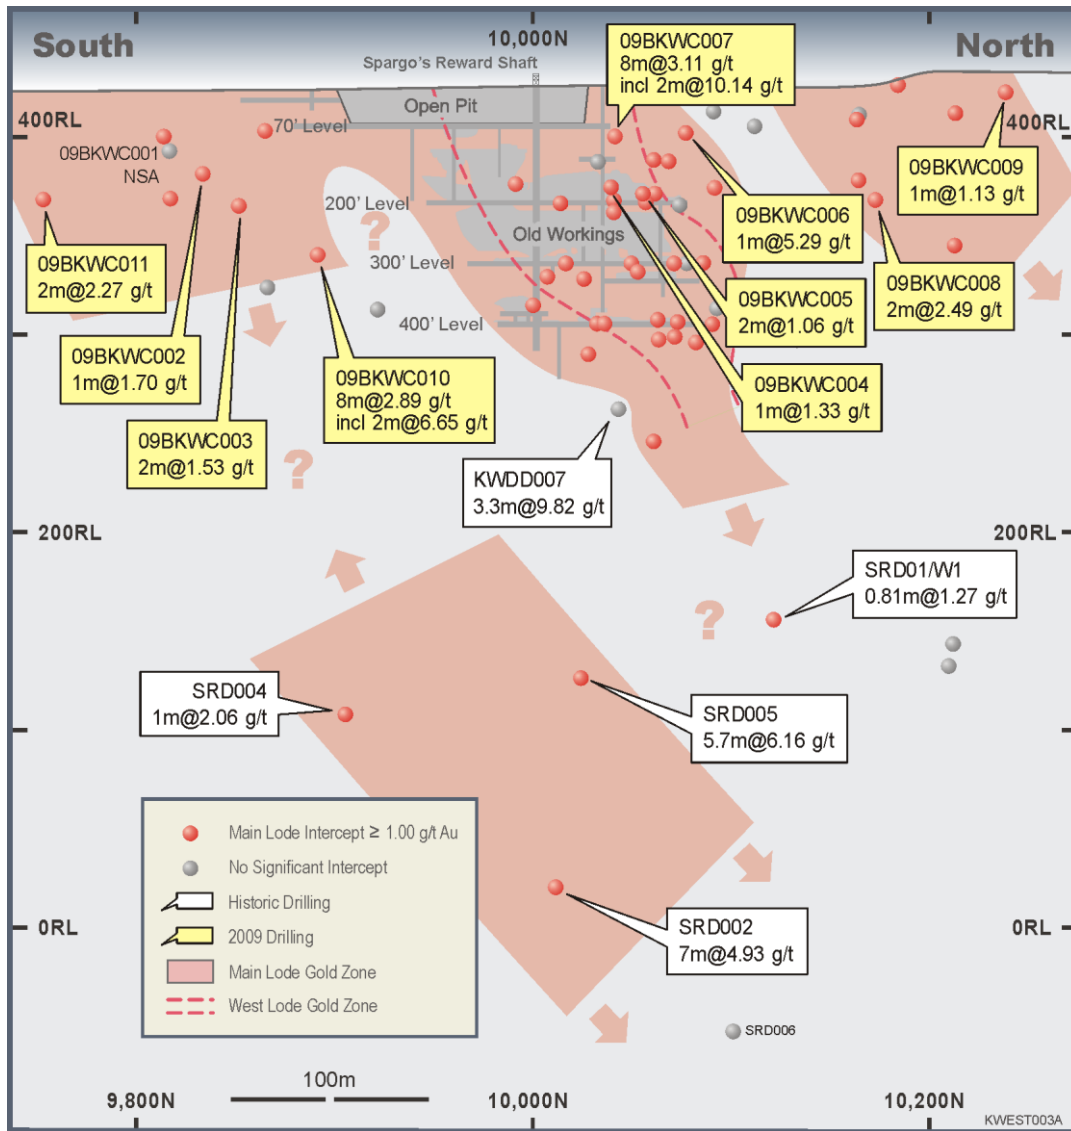 South
10,000N
North
Spargo's Reward Shaft
09BKWC007
8m@3.11 g/t
incl 2m@10.14 g/t
Open Pit
400RL
70' Level
400RL
09BKWC001
NSA
09BKWC009
1m@1.13 g/t
200' Level
09BKWC006
1m@5.29 g/t
?
Old Workings
09BKWC011
2m@2.27 g/t
300' Level
09BKWC008
2m@2.49 g/t
09BKWC005
2m@1.06 g/t
400' Level
09BKWC002
1m@1.70 g/t
09BKWC010
8m@2.89 g/t
incl 2m@6.65 g/t
09BKWC004
1m@1.33 g/t
09BKWC003
2m@1.53 g/t
?
KWDD007
3.3m@9.82 g/t
200RL
200RL
SRD01/W1
0.81m@1.27 g/t
?
SRD004
1m@2.06 g/t
SRD005
5.7m@6.16 g/t
Main Lode Intercept ≥ 1.00 g/t Au
No Significant Intercept
Historic Drilling
2009 Drilling
Main Lode Gold Zone
West Lode Gold Zone
0RL
0RL
SRD002
7m@4.93 g/t
SRD006
100m
9,800N
10,000N
10,200N
KWEST003A